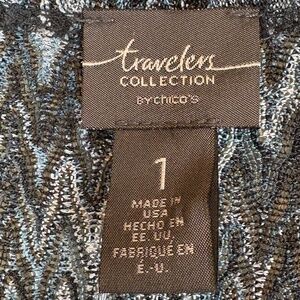 travelers
COLLECTION
BY CHICO'S
1
MADE IN
USA
HECHO EN
EE. UU.
FABRIQUÉ EN
É.-U.